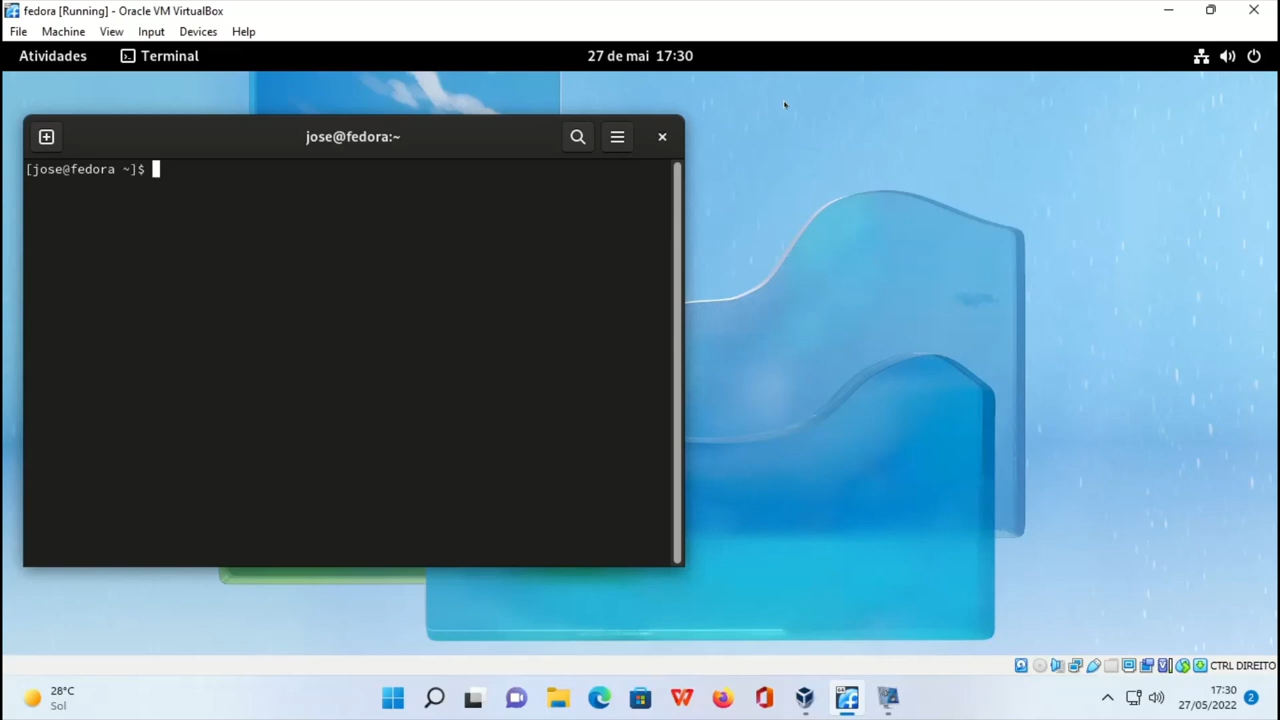 fedora [Running] - Oracle VM VirtualBox
File Machine View Input Devices Help
Atividades Terminal 27 de mai 17:30
jose@fedora:~
[jose@fedora ~]$
CTRL DIREITO
28°C
Sol
17:30
27/05/2022
2